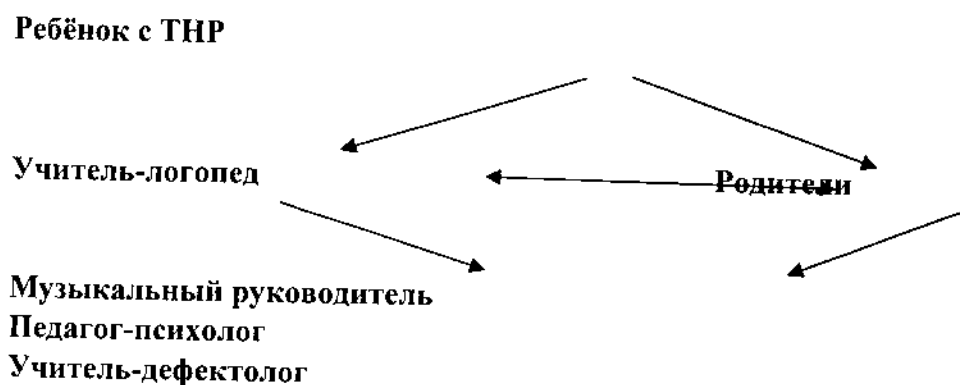 Ребёнок с ТНР
Учитель-логопед Родители
Музыкальный руководитель
Педагог-психолог
Учитель-дефектолог